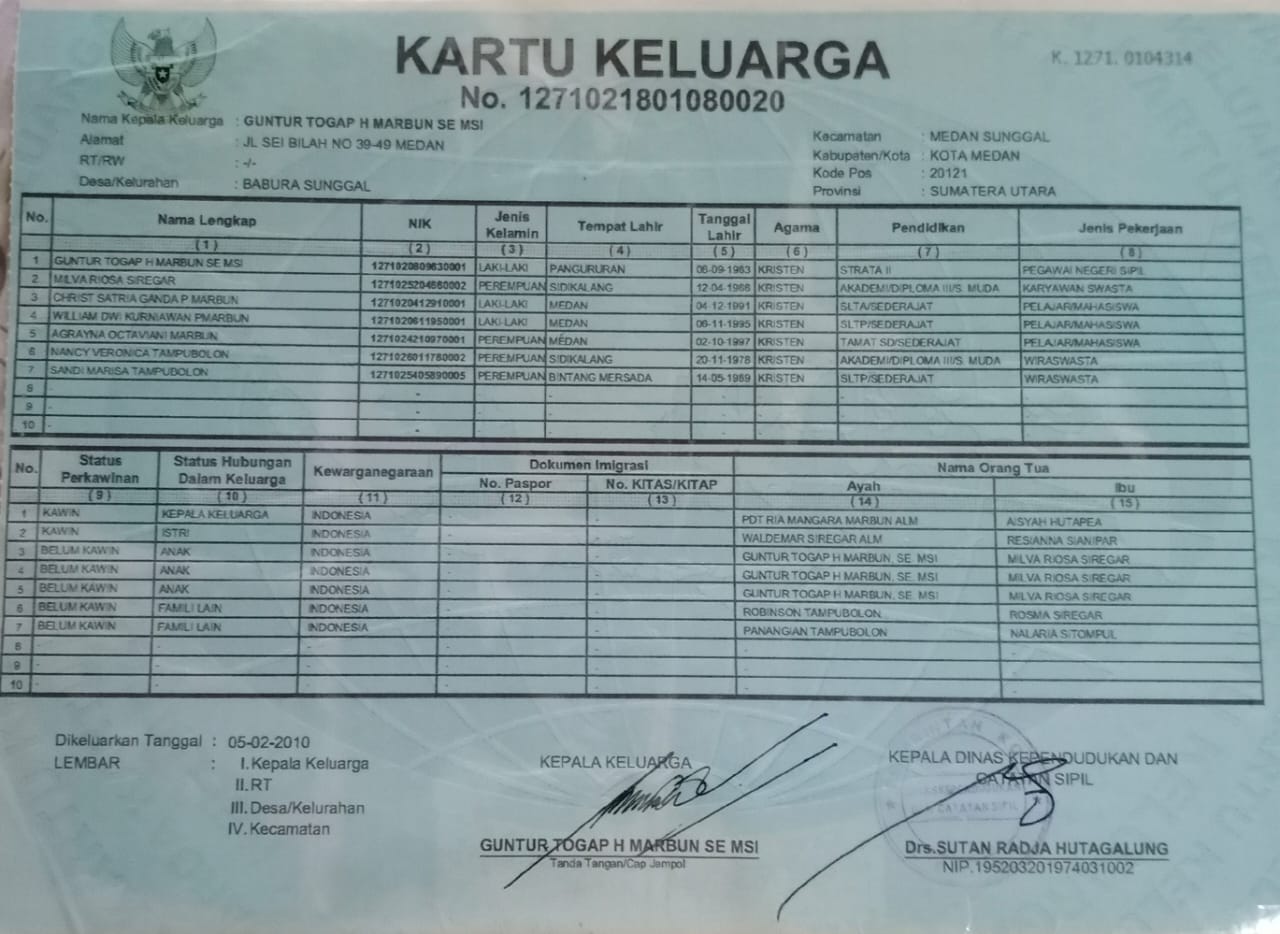 KARTU KELUARGA
K. 1271. 0104314
No. 1271021801080020
Nama Kepala Keluarga : GUNTUR TOGAP H MARBUN SE MSI
Alamat : JL SEI BILAH NO 39-49 MEDAN
RT/RW : -/-
Desa/Kelurahan : BABURA SUNGGAL
Kecamatan : MEDAN SUNGGAL
Kabupaten/Kota : KOTA MEDAN
Kode Pos : 20121
Provinsi : SUMATERA UTARA
No. Nama Lengkap NIK Jenis Kelamin Tempat Lahir Tanggal Lahir Agama Pendidikan Jenis Pekerjaan
(1) (2) (3) (4) (5) (6) (7) (8)
1 GUNTUR TOGAP H MARBUN SE MSI 1271020809630001 LAKI-LAKI PANGURURAN 08-09-1963 KRISTEN STRATA II PEGAWAI NEGERI SIPIL
2 MILVA RIOSA SIREGAR 1271025204660002 PEREMPUAN SIDIKALANG 12-04-1966 KRISTEN AKADEMI/DIPLOMA III/S. MUDA KARYAWAN SWASTA
3 CHRIST SATRIA GANDA P MARBUN 1271020412910001 LAKI-LAKI MEDAN 04-12-1991 KRISTEN SLTA/SEDERAJAT PELAJAR/MAHASISWA
4 WILLIAM DWI KURNIAWAN PMARBUN 1271020611950001 LAKI-LAKI MEDAN 06-11-1995 KRISTEN SLTP/SEDERAJAT PELAJAR/MAHASISWA
5 AGRAYNA OCTAVIANI MARBUN 1271024210970001 PEREMPUAN MEDAN 02-10-1997 KRISTEN TAMAT SD/SEDERAJAT PELAJAR/MAHASISWA
6 NANCY VERONICA TAMPUBOLON 1271026011780002 PEREMPUAN SIDIKALANG 20-11-1978 KRISTEN AKADEMI/DIPLOMA III/S. MUDA WIRASWASTA
7 SANDI MARISA TAMPUBOLON 1271025405890005 PEREMPUAN BINTANG MERSADA 14-05-1989 KRISTEN SLTP/SEDERAJAT WIRASWASTA
8 - - - - - - - -
9 - - - - - - - -
10 - - - - - - - -
No. Status Perkawinan Status Hubungan Dalam Keluarga Kewarganegaraan Dokumen Imigrasi Nama Orang Tua
No. Paspor No. KITAS/KITAP Ayah Ibu
(9) (10) (11) (12) (13) (14) (15)
1 KAWIN KEPALA KELUARGA INDONESIA - - PDT RIA MANGARA MARBUN ALM AISYAH HUTAPEA
2 KAWIN ISTRI INDONESIA - - WALDEMAR SIREGAR ALM RESIANNA SIANIPAR
3 BELUM KAWIN ANAK INDONESIA - - GUNTUR TOGAP H MARBUN, SE. MSI MILVA RIOSA SIREGAR
4 BELUM KAWIN ANAK INDONESIA - - GUNTUR TOGAP H MARBUN, SE. MSI MILVA RIOSA SIREGAR
5 BELUM KAWIN ANAK INDONESIA - - GUNTUR TOGAP H MARBUN, SE. MSI MILVA RIOSA SIREGAR
6 BELUM KAWIN FAMILI LAIN INDONESIA - - ROBINSON TAMPUBOLON ROSMA SIREGAR
7 BELUM KAWIN FAMILI LAIN INDONESIA - - PANANGIAN TAMPUBOLON NALARIA SITOMPUL
8 - - - - - - -
9 - - - - - - -
10 - - - - - - -
Dikeluarkan Tanggal : 05-02-2010
LEMBAR : I. Kepala Keluarga
II. RT
III. Desa/Kelurahan
IV. Kecamatan
KEPALA KELUARGA
GUNTUR TOGAP H MARBUN SE MSI
Tanda Tangan/Cap Jempol
KEPALA DINAS KEPENDUDUKAN DAN
CATATAN SIPIL
CATATAN SIPIL
Drs.SUTAN RADJA HUTAGALUNG
NIP.195203201974031002